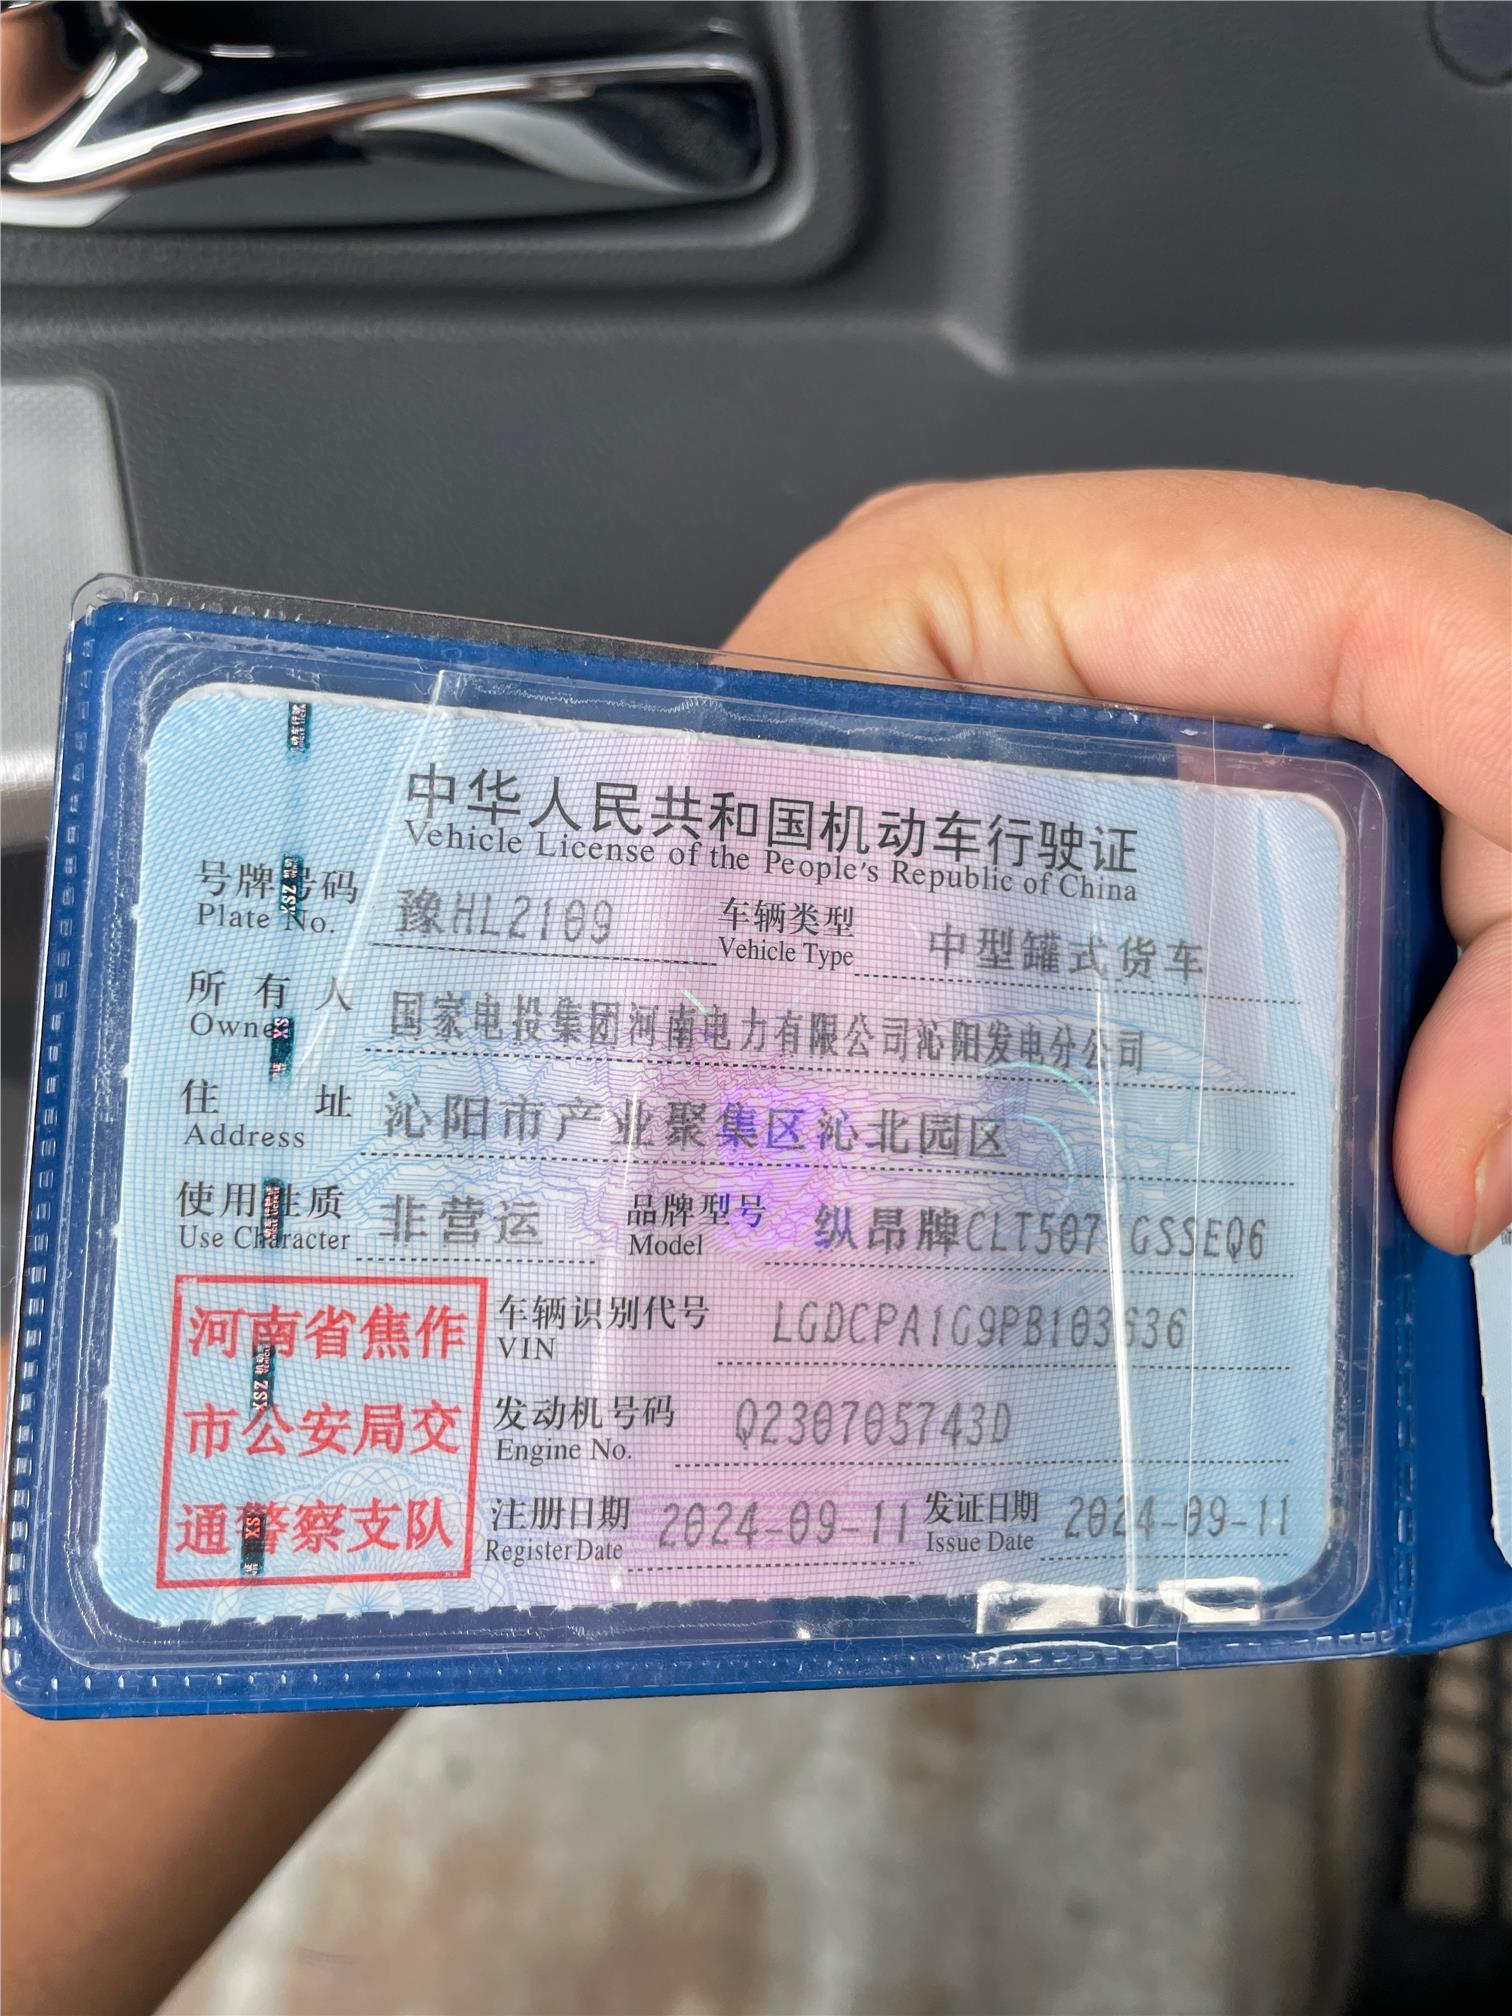 中华人民共和国机动车行驶证
Vehicle License of the People's Republic of China
号牌号码 豫HL2109 车辆类型 中型罐式货车
Plate No. Vehicle Type
所有人 国家电投集团河南电力有限公司沁阳发电分公司
Owner
住址 沁阳市产业聚集区沁北园区
Address
使用性质 非营运 品牌型号 纵昂牌CLT507 GSSEQ6
Use Character Model
河南省焦作
市公安局交
通警察支队
车辆识别代号 LGDCPA1G9PB103636
VIN
发动机号码 Q230705743D
Engine No.
注册日期 2024-09-11 发证日期 2024-09-11
Register Date Issue Date